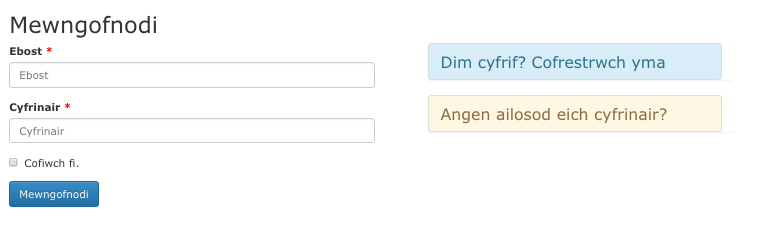 Mewngofnodi
Ebost *
Ebost
Cyfrinair *
Cyfrinair
Cofiwch fi.
Mewngofnodi
Dim cyfrif? Cofrestrwch yma
Angen ailosod eich cyfrinair?